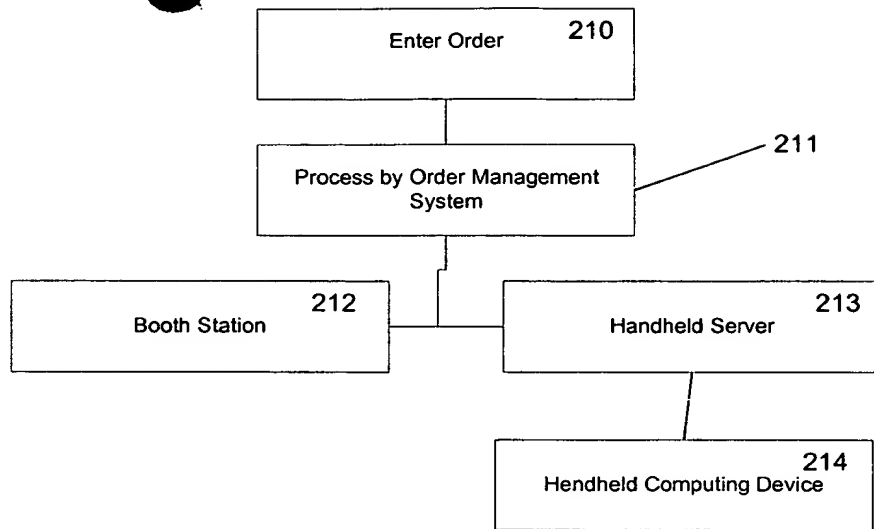 Enter Order 210
Process by Order Management
System
211
Booth Station 212
Handheld Server 213
Hendheld Computing Device 214